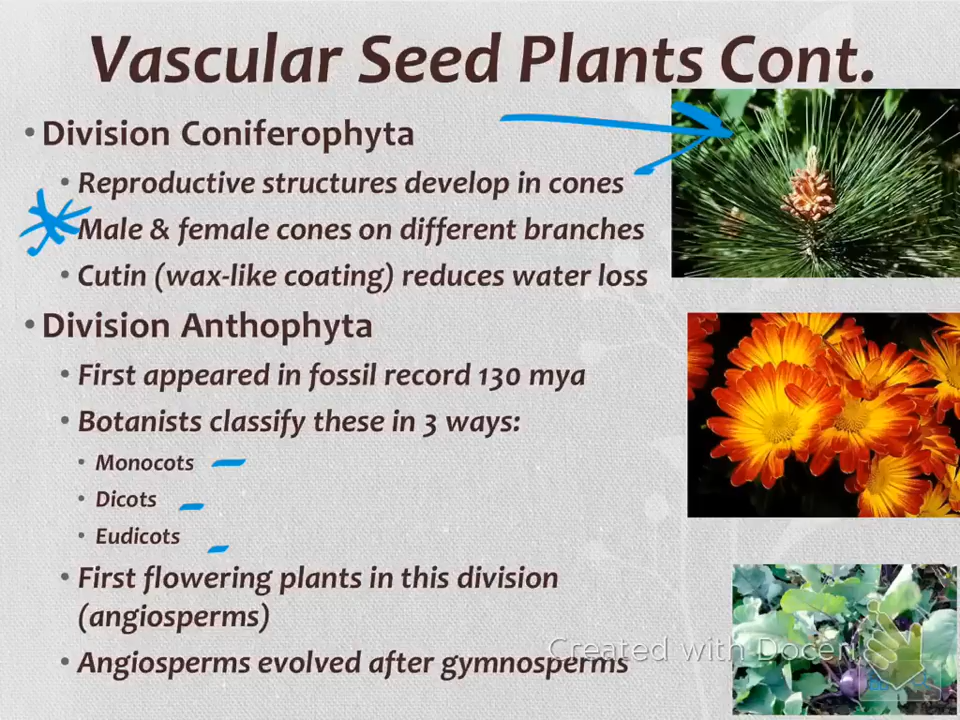 Vascular Seed Plants Cont.
• Division Coniferophyta
• Reproductive structures develop in cones
• Male & female cones on different branches
• Cutin (wax-like coating) reduces water loss
• Division Anthophyta
• First appeared in fossil record 130 mya
• Botanists classify these in 3 ways:
• Monocots
• Dicots
• Eudicots
• First flowering plants in this division
(angiosperms)
• Angiosperms evolved after gymnosperms
Created with Doceri